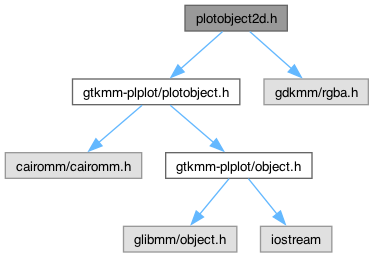 plotobject2d.h
gtkmm-plplot/plotobject.h
gdkmm/rgba.h
cairomm/cairomm.h
gtkmm-plplot/object.h
glibmm/object.h
iostream